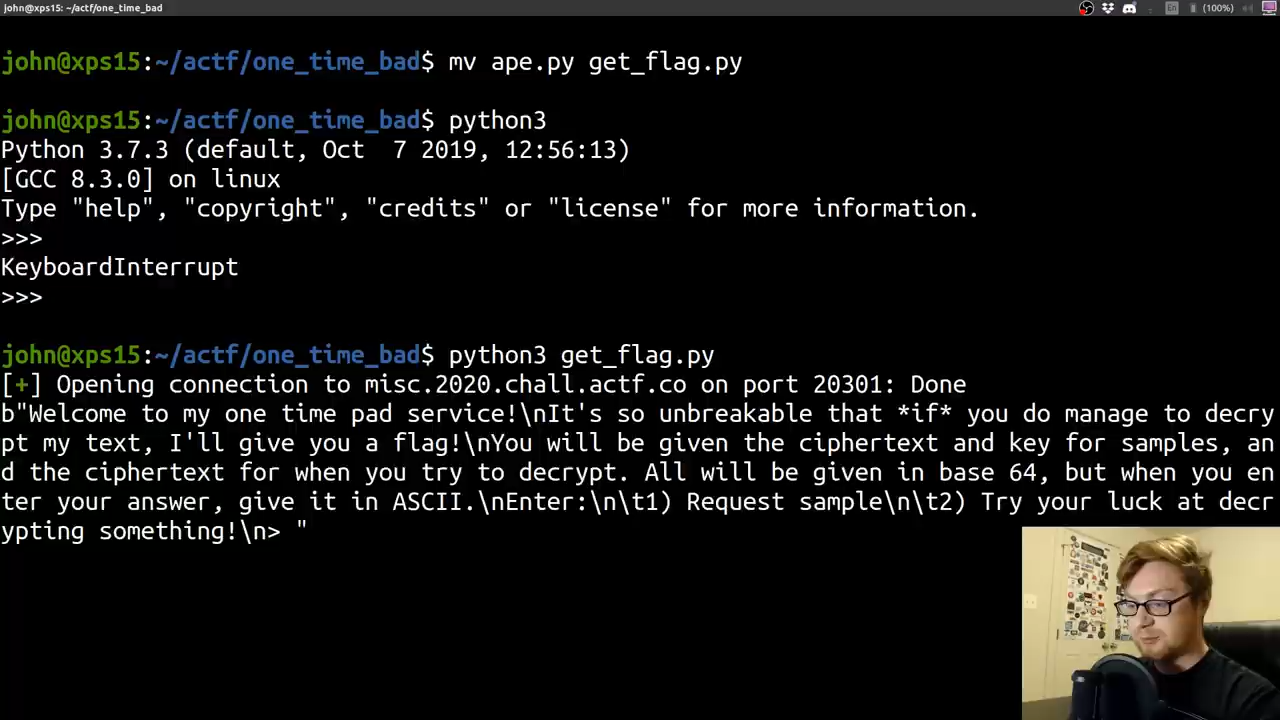 john@xps15: ~/actf/one_time_bad
En
(100%)
john@xps15:~/actf/one_time_bad$ mv ape.py get_flag.py
john@xps15:~/actf/one_time_bad$ python3
Python 3.7.3 (default, Oct  7 2019, 12:56:13)
[GCC 8.3.0] on linux
Type "help", "copyright", "credits" or "license" for more information.
>>>
KeyboardInterrupt
>>>
john@xps15:~/actf/one_time_bad$ python3 get_flag.py
[+] Opening connection to misc.2020.chall.actf.co on port 20301: Done
b"Welcome to my one time pad service!\nIt's so unbreakable that *if* you do manage to decry
pt my text, I'll give you a flag!\nYou will be given the ciphertext and key for samples, an
d the ciphertext for when you try to decrypt. All will be given in base 64, but when you en
ter your answer, give it in ASCII.\nEnter:\n\t1) Request sample\n\t2) Try your luck at decr
ypting something!\n> "